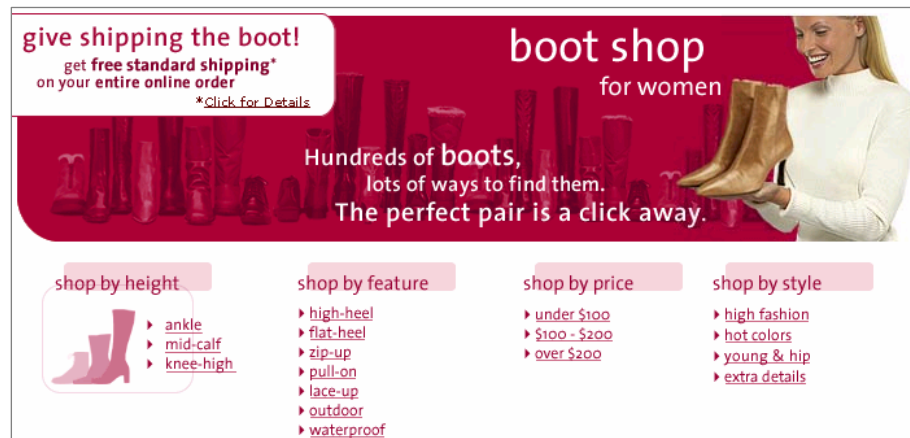 give shipping the boot!
get free standard shipping*
on your entire online order
*Click for Details
boot shop
for women
Hundreds of boots,
lots of ways to find them.
The perfect pair is a click away.
shop by height
ankle
mid-calf
knee-high
shop by feature
high-heel
flat-heel
zip-up
pull-on
lace-up
outdoor
waterproof
shop by price
under $100
$100 - $200
over $200
shop by style
high fashion
hot colors
young & hip
extra details